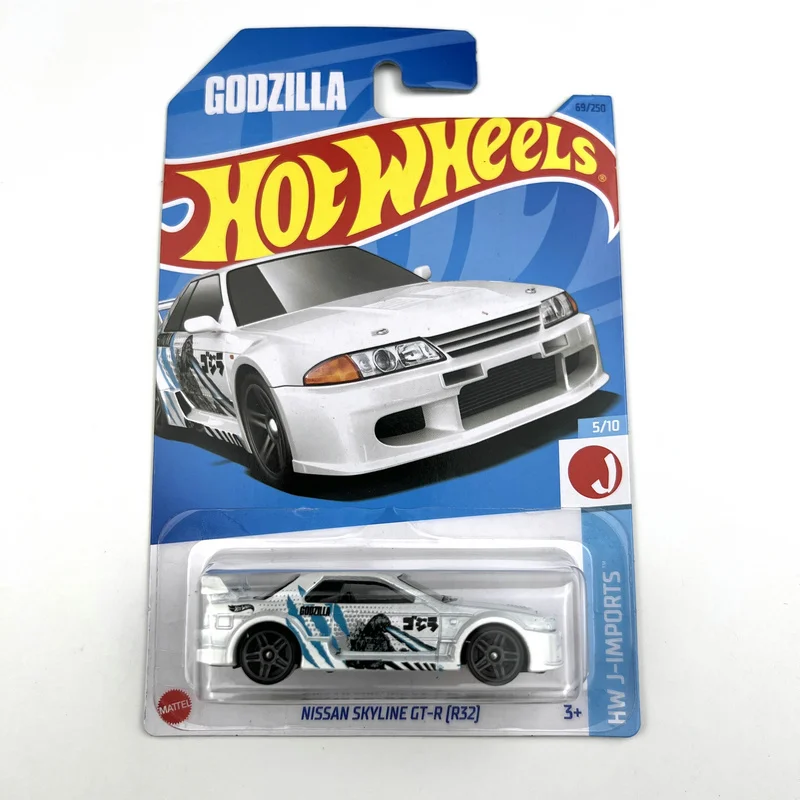 GODZILLA
69/250
HOT WHEELS®
ゴジラ
5/10
J
HW J-IMPORTS™
GODZILLA
ゴジラ
MATTEL
NISSAN SKYLINE GT-R (R32)
3+